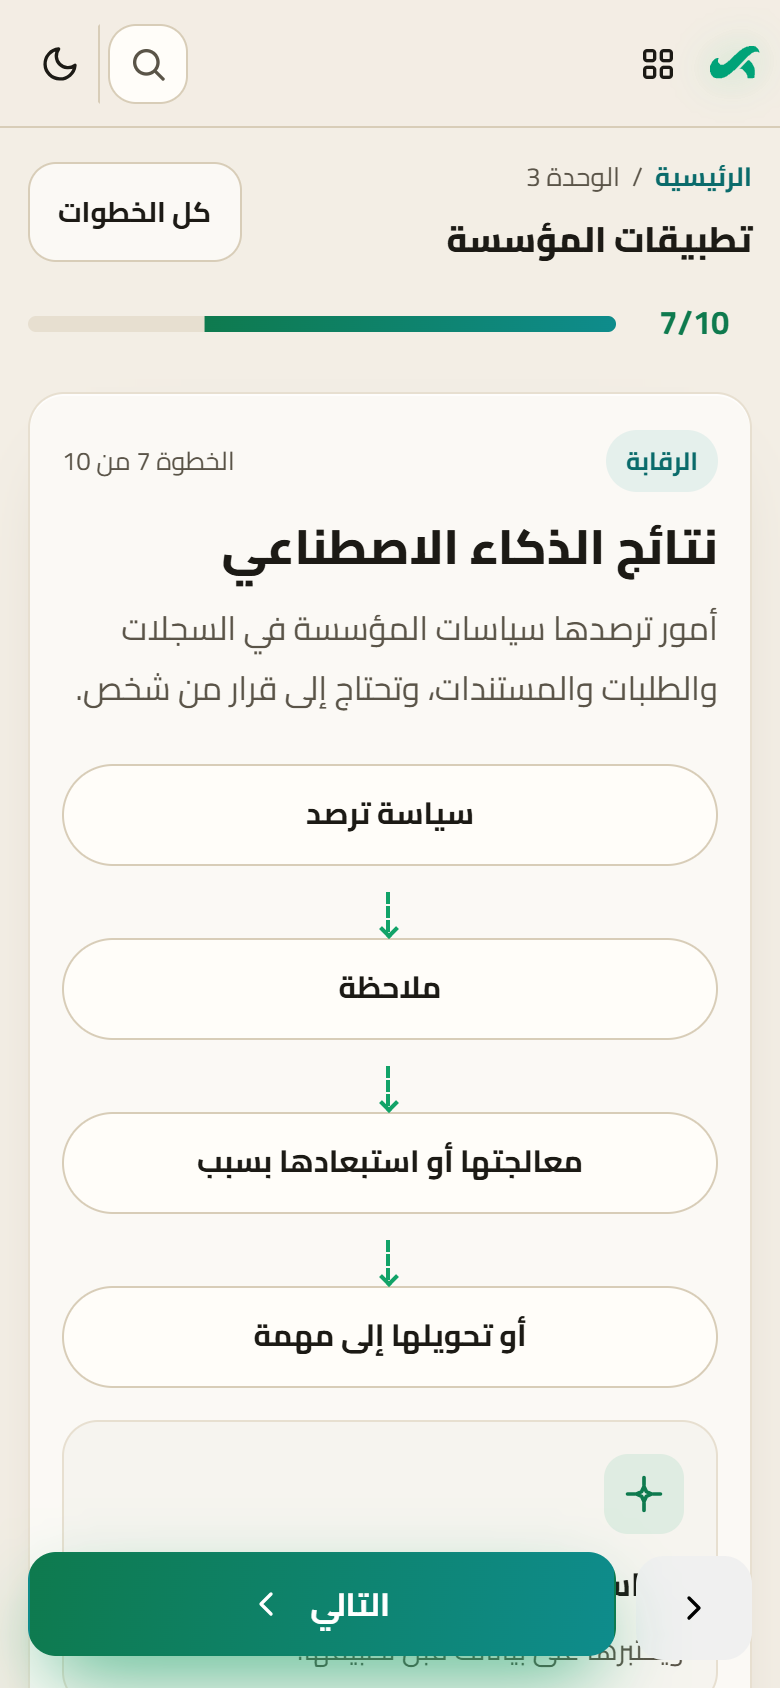 الرئيسية / الوحدة 3
تطبيقات المؤسسة
كل الخطوات
7/10
الرقابة
الخطوة 7 من 10
نتائج الذكاء الاصطناعي
أمور ترصدها سياسات المؤسسة في السجلات
والطلبات والمستندات، وتحتاج إلى قرار من شخص.
سياسة ترصد
ملاحظة
معالجتها أو استبعادها بسبب
أو تحويلها إلى مهمة
التالي